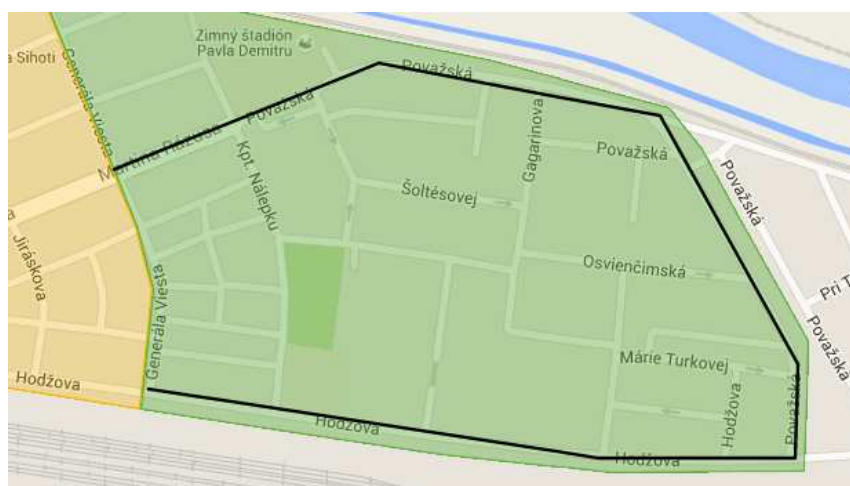 Zimný štadión
Pavla Demitru
a Sihoti
Generála Viesta
Považská
Považská
Martina Rázusa
Kpt. Nálepku
Gagarinova
Považská
Považská
Šoltésovej
Jiráskova
Osvienčimská
Pri T
Generála Viesta
Považská
Márie Turkovej
Hodžova
Hodžova
Považská
Hodžova
Hodžova